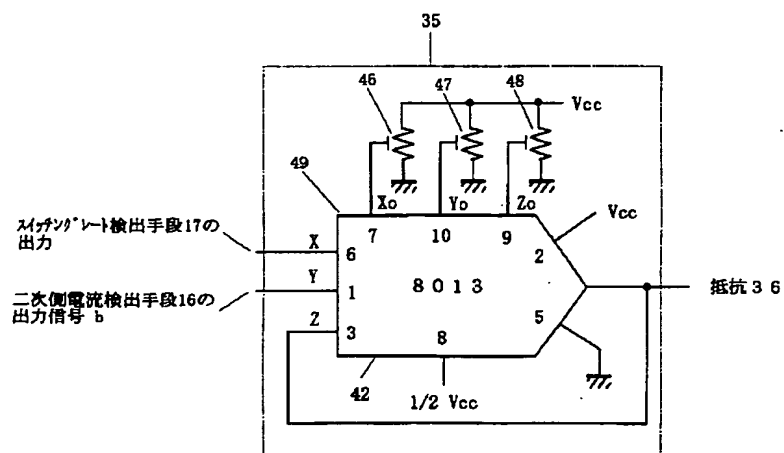 35
46
47
48
Vcc
49
Xo
Yo
Zo
Vcc
7
10
9
2
スイッチングレート検出手段17の
出力
X
6
二次側電流検出手段16の
出力信号 b
Y
1
8013
抵抗36
Z
3
8
5
42
1/2 Vcc